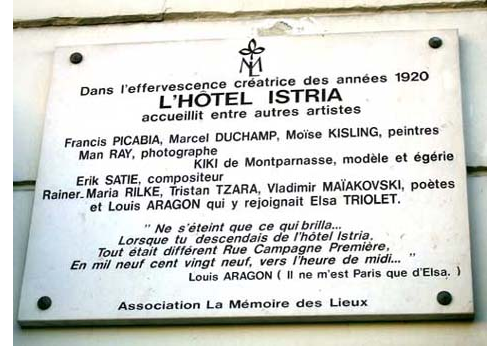 Dans l'effervescence créatrice des années 1920
L'HÔTEL ISTRIA
accueillit entre autres artistes
Francis PICABIA, Marcel DUCHAMP, Moïse KISLING, peintres
Man RAY, photographe
KIKI de Montparnasse, modèle et égérie
Erik SATIE, compositeur
Rainer-Maria RILKE, Tristan TZARA, Vladimir MAÏAKOVSKI, poètes
et Louis ARAGON qui y rejoignait Elsa TRIOLET.
" Ne s'éteint que ce qui brilla...
Lorsque tu descendais de l'hôtel Istria,
Tout était différent Rue Campagne Première,
En mil neuf cent vingt neuf, vers l'heure de midi... "
Louis ARAGON ( Il ne m'est Paris que d'Elsa. )
Association La Mémoire des Lieux